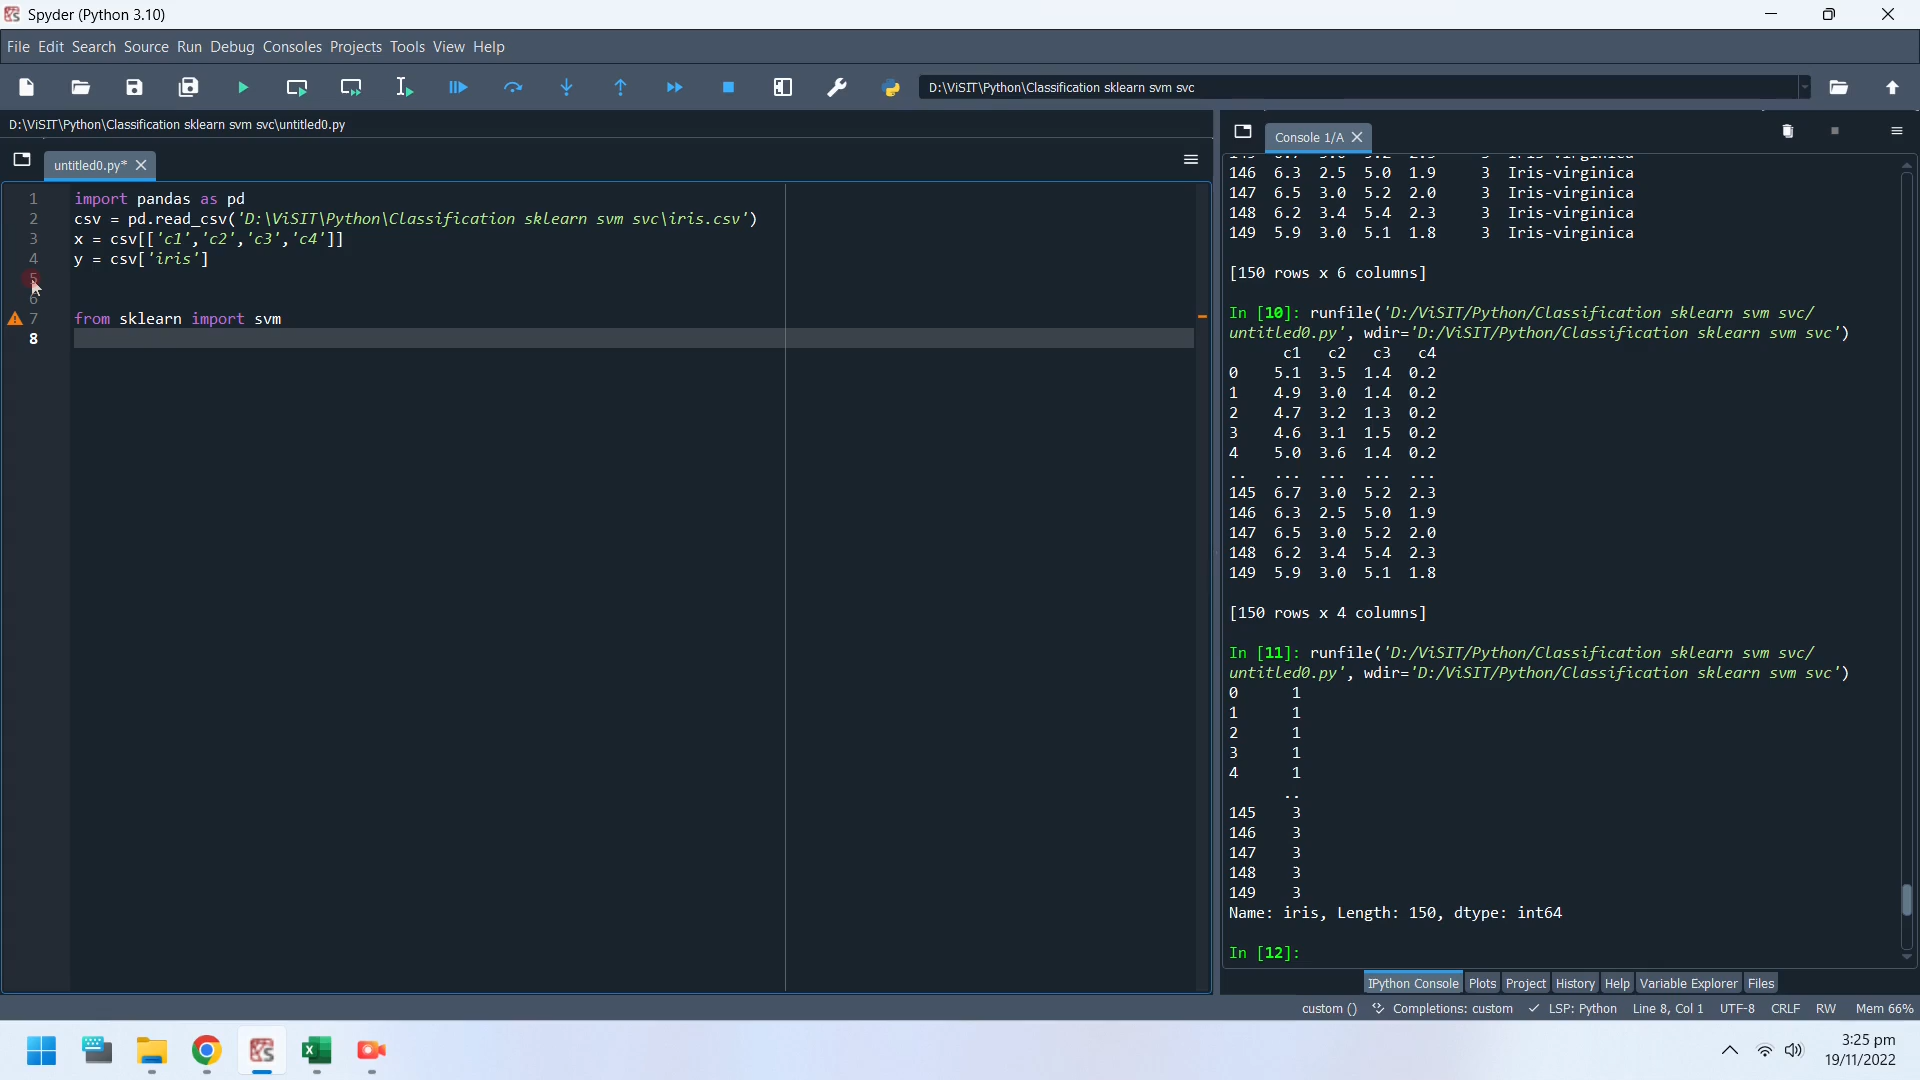 Spyder (Python 3.10)
File Edit Search Source Run Debug Consoles Projects Tools View Help
D:\ViSIT\Python\Classification sklearn svm svc
D:\ViSIT\Python\Classification sklearn svm svc\untitled0.py
untitled0.py*
1 import pandas as pd
2 csv = pd.read_csv('D:\ViSIT\Python\Classification sklearn svm svc\iris.csv')
3 x = csv[['c1','c2','c3','c4']]
4 y = csv['iris']
5
6
7 from sklearn import svm
8
Console 1/A
146 6.3 2.5 5.0 1.9 3 Iris-virginica
147 6.5 3.0 5.2 2.0 3 Iris-virginica
148 6.2 3.4 5.4 2.3 3 Iris-virginica
149 5.9 3.0 5.1 1.8 3 Iris-virginica
[150 rows x 6 columns]
In [10]: runfile('D:/ViSIT/Python/Classification sklearn svm svc/
untitled0.py', wdir='D:/ViSIT/Python/Classification sklearn svm svc')
c1 c2 c3 c4
0 5.1 3.5 1.4 0.2
1 4.9 3.0 1.4 0.2
2 4.7 3.2 1.3 0.2
3 4.6 3.1 1.5 0.2
4 5.0 3.6 1.4 0.2
.. ... ... ... ...
145 6.7 3.0 5.2 2.3
146 6.3 2.5 5.0 1.9
147 6.5 3.0 5.2 2.0
148 6.2 3.4 5.4 2.3
149 5.9 3.0 5.1 1.8
[150 rows x 4 columns]
In [11]: runfile('D:/ViSIT/Python/Classification sklearn svm svc/
untitled0.py', wdir='D:/ViSIT/Python/Classification sklearn svm svc')
0 1
1 1
2 1
3 1
4 1
..
145 3
146 3
147 3
148 3
149 3
Name: iris, Length: 150, dtype: int64
In [12]:
IPython Console Plots Project History Help Variable Explorer Files
custom () Completions: custom LSP: Python Line 8, Col 1 UTF-8 CRLF RW Mem 66%
3:25 pm
19/11/2022